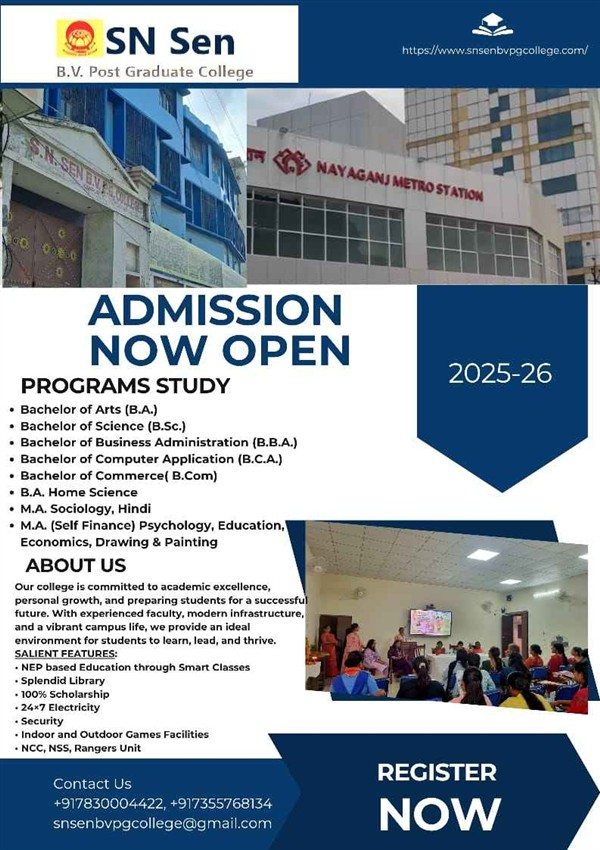 SN Sen
B.V. Post Graduate College
https://www.snsenbvpgcollege.com/
S. N. SEN B.V. P.G. COLLEGE
NAYAGANJ METRO STATION
ADMISSION
NOW OPEN
2025-26
PROGRAMS STUDY
• Bachelor of Arts (B.A.)
• Bachelor of Science (B.Sc.)
• Bachelor of Business Administration (B.B.A.)
• Bachelor of Computer Application (B.C.A.)
• Bachelor of Commerce( B.Com)
• B.A. Home Science
• M.A. Sociology, Hindi
• M.A. (Self Finance) Psychology, Education,
Economics, Drawing & Painting
ABOUT US
Our college is committed to academic excellence,
personal growth, and preparing students for a successful
future. With experienced faculty, modern infrastructure,
and a vibrant campus life, we provide an ideal
environment for students to learn, lead, and thrive.
SALIENT FEATURES:
• NEP based Education through Smart Classes
• Splendid Library
• 100% Scholarship
• 24×7 Electricity
• Security
• Indoor and Outdoor Games Facilities
• NCC, NSS, Rangers Unit
Contact Us
+917830004422, +917355768134
snsenbvpgcollege@gmail.com
REGISTER
NOW